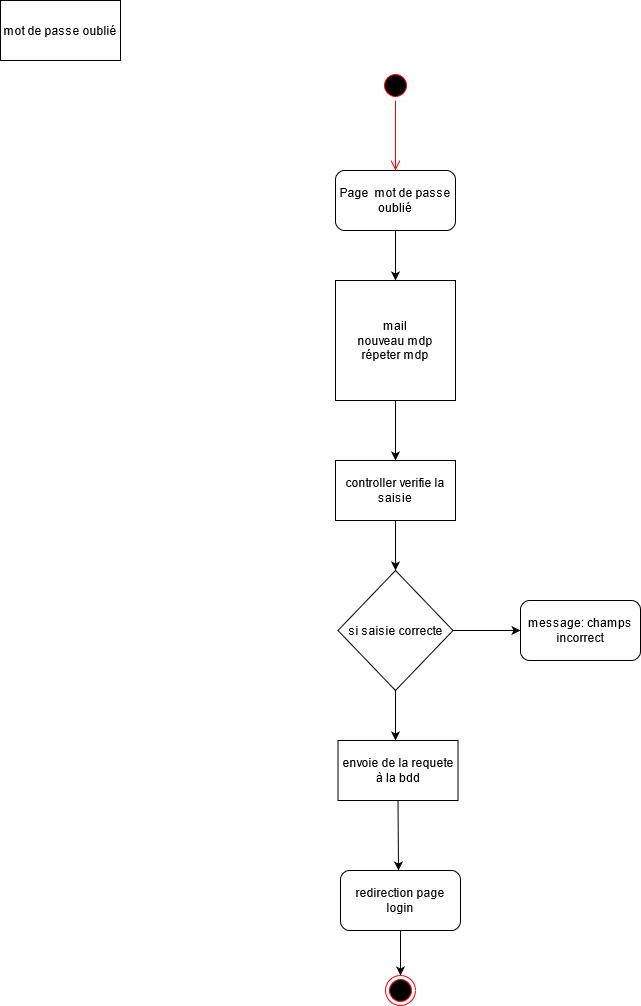 mot de passe oublié
Page  mot de passe
oublié
mail
nouveau mdp
répeter mdp
controller verifie la
saisie
si saisie correcte
message: champs
incorrect
envoie de la requete
à la bdd
redirection page
login